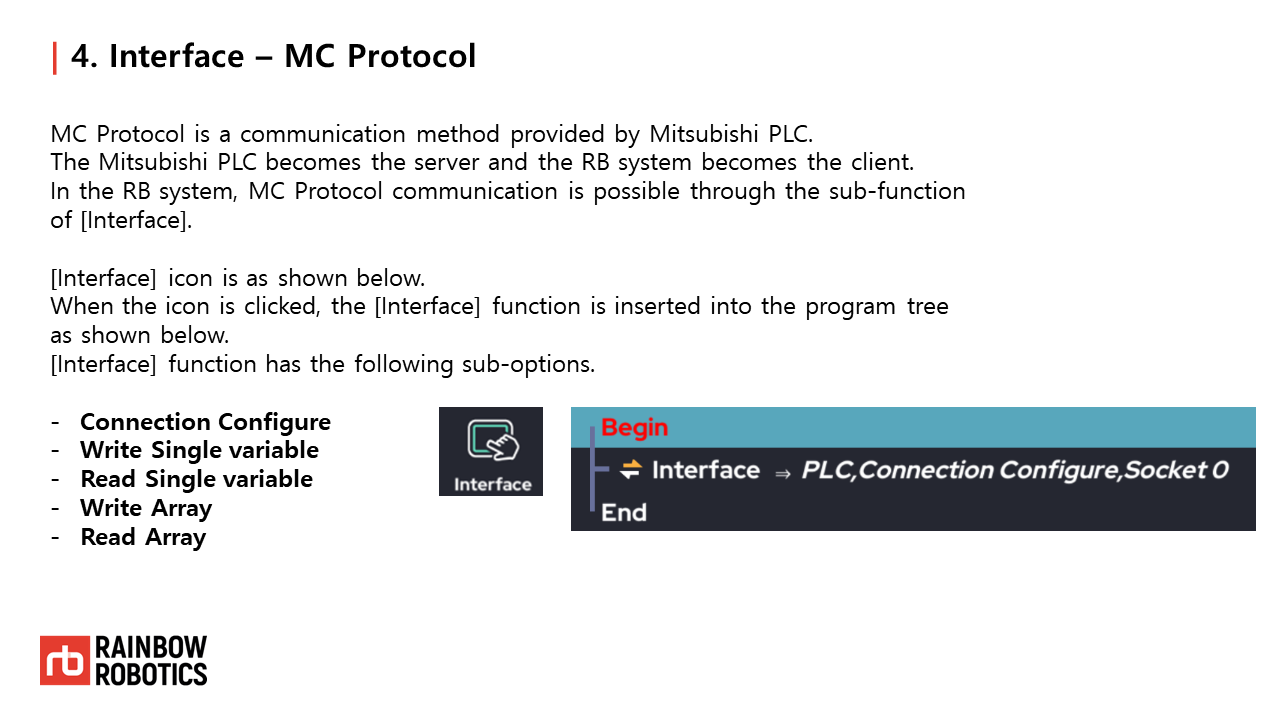 4. Interface – MC Protocol
MC Protocol is a communication method provided by Mitsubishi PLC.
The Mitsubishi PLC becomes the server and the RB system becomes the client.
In the RB system, MC Protocol communication is possible through the sub-function
of [Interface].
[Interface] icon is as shown below.
When the icon is clicked, the [Interface] function is inserted into the program tree
as shown below.
[Interface] function has the following sub-options.
- Connection Configure
- Write Single variable
- Read Single variable
- Write Array
- Read Array
Interface
Begin
Interface ⇒ PLC,Connection Configure,Socket 0
End
rb
RAINBOW
ROBOTICS